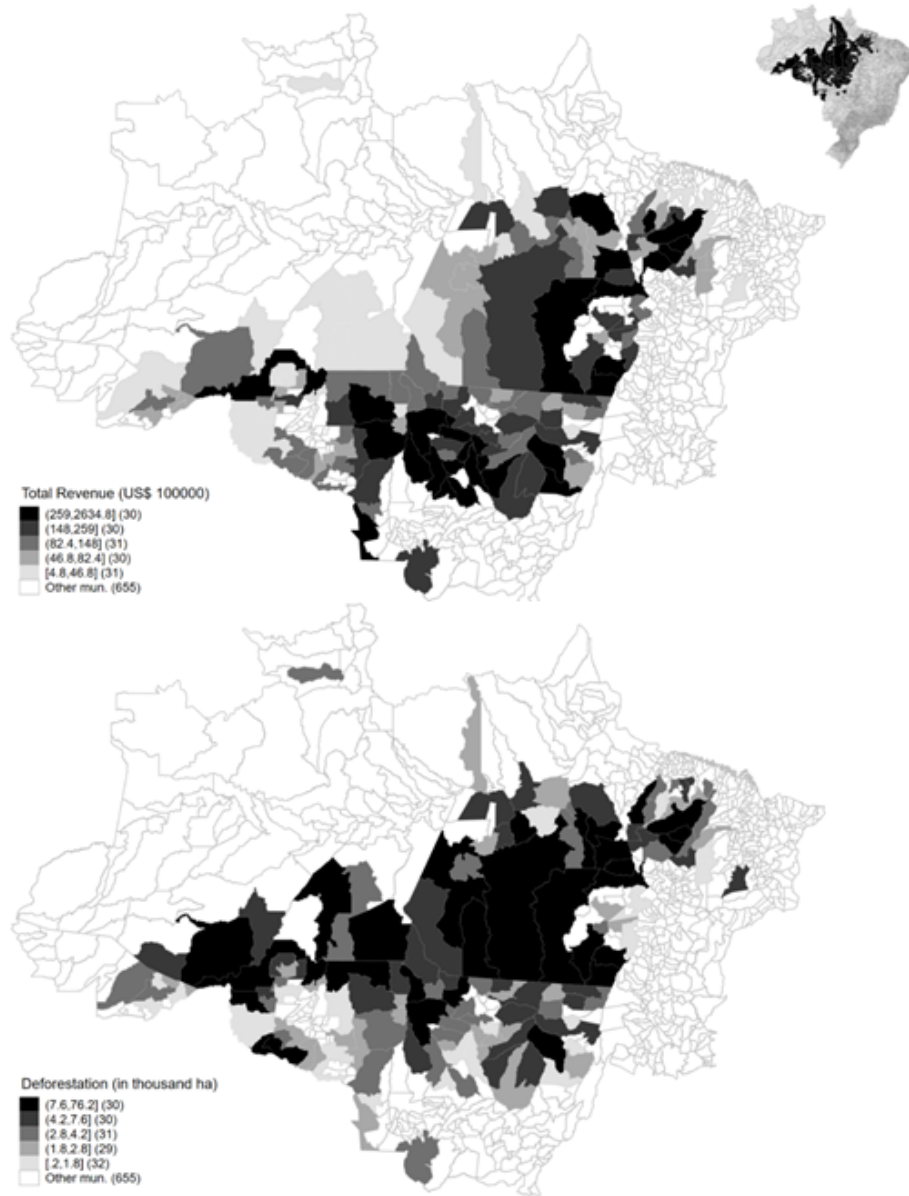 Total Revenue (US$ 100000)
(259,2634.8] (30)
(148,259] (30)
(82.4,148] (31)
(46.8,82.4] (30)
[4.8,46.8] (31)
Other mun. (655)
Deforestation (in thousand ha)
(7.6,76.2] (30)
(4.2,7.6] (30)
(2.8,4.2] (31)
(1.8,2.8] (29)
[.2,1.8] (32)
Other mun. (655)